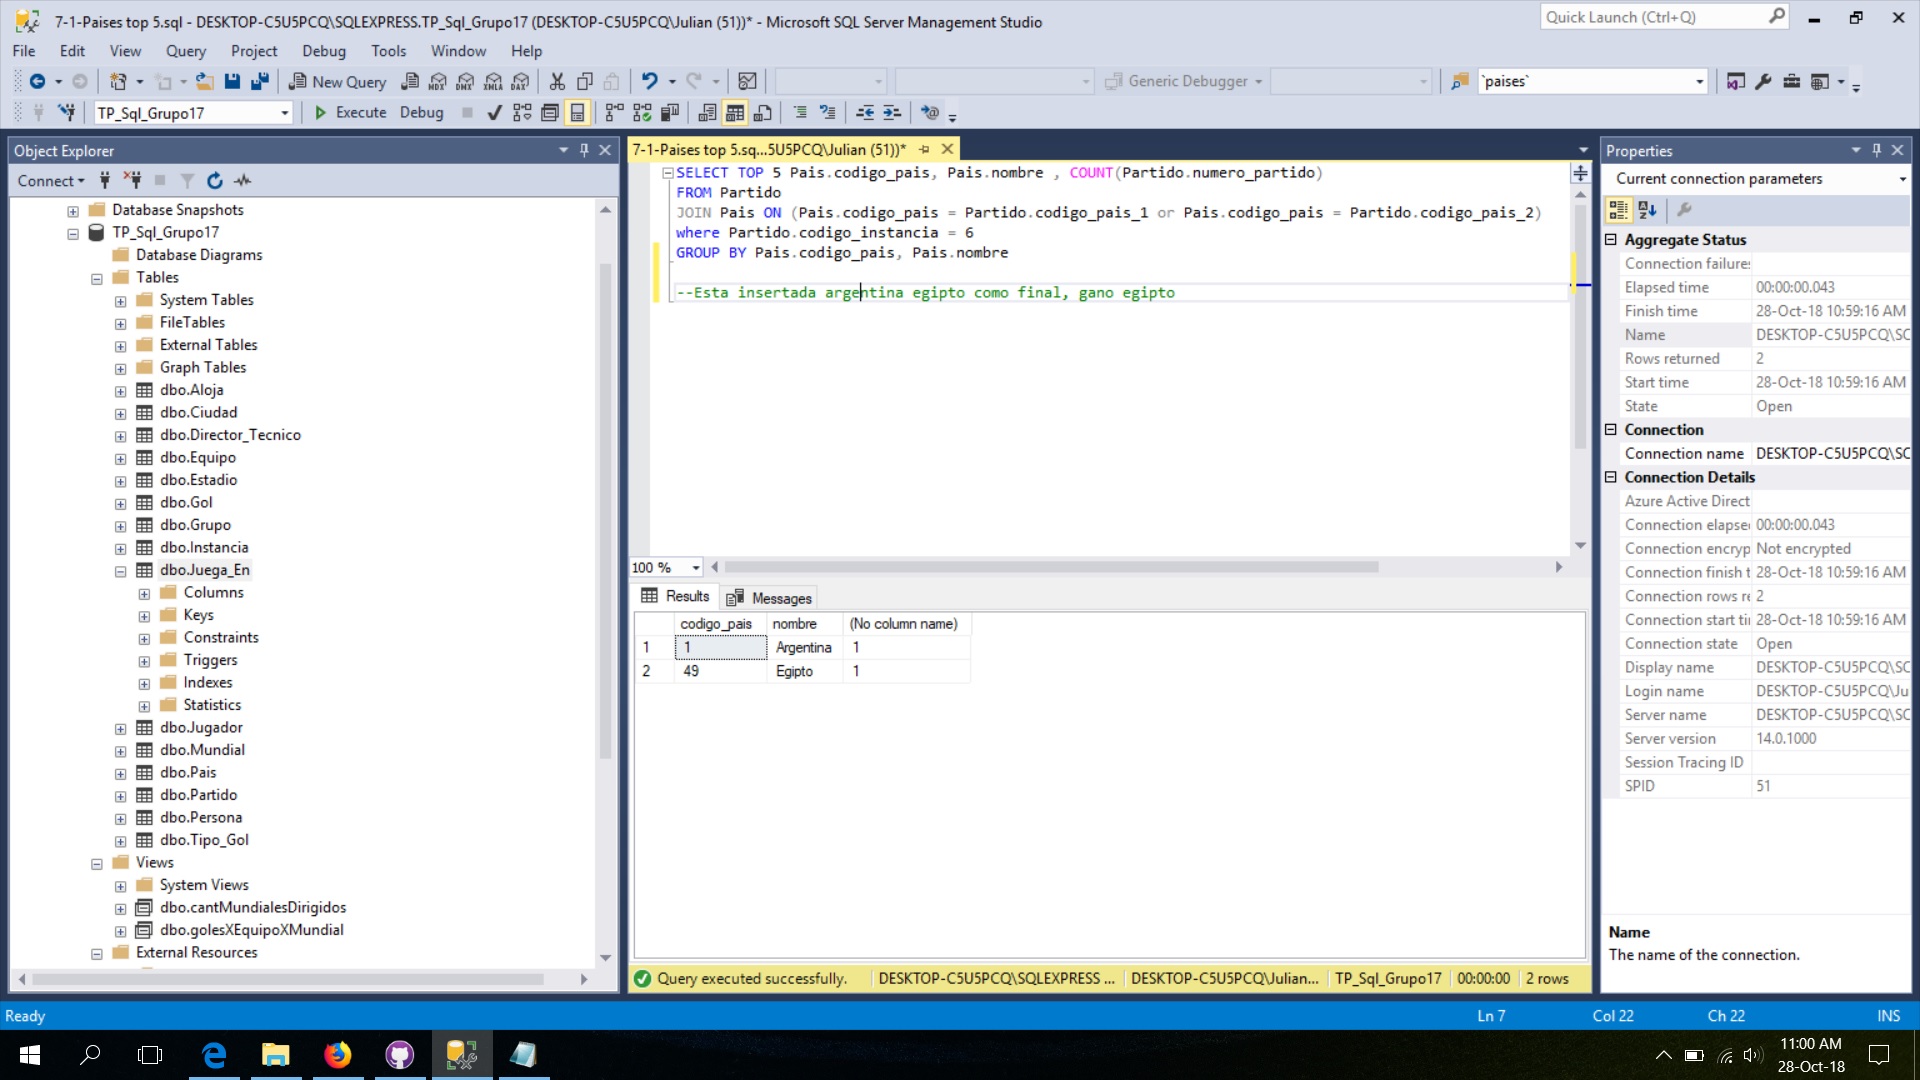 7-1-Paises top 5.sql - DESKTOP-C5U5PCQ\SQLEXPRESS.TP_Sql_Grupo17 (DESKTOP-C5U5PCQ\Julian (51))* - Microsoft SQL Server Management Studio
Quick Launch (Ctrl+Q)
File Edit View Query Project Debug Tools Window Help
New Query
MDX DMX XMLA DAX
Generic Debugger
`paises`
TP_Sql_Grupo17
Execute Debug
Object Explorer
Connect
Database Snapshots
TP_Sql_Grupo17
Database Diagrams
Tables
System Tables
FileTables
External Tables
Graph Tables
dbo.Aloja
dbo.Ciudad
dbo.Director_Tecnico
dbo.Equipo
dbo.Estadio
dbo.Gol
dbo.Grupo
dbo.Instancia
dbo.Juega_En
Columns
Keys
Constraints
Triggers
Indexes
Statistics
dbo.Jugador
dbo.Mundial
dbo.Pais
dbo.Partido
dbo.Persona
dbo.Tipo_Gol
Views
System Views
dbo.cantMundialesDirigidos
dbo.golesXEquipoXMundial
External Resources
7-1-Paises top 5.sq...5U5PCQ\Julian (51))*
SELECT TOP 5 Pais.codigo_pais, Pais.nombre , COUNT(Partido.numero_partido)
FROM Partido
JOIN Pais ON (Pais.codigo_pais = Partido.codigo_pais_1 or Pais.codigo_pais = Partido.codigo_pais_2)
where Partido.codigo_instancia = 6
GROUP BY Pais.codigo_pais, Pais.nombre
--Esta insertada argentina egipto como final, gano egipto
100 %
Results Messages
codigo_pais nombre (No column name)
1 1 Argentina 1
2 49 Egipto 1
Query executed successfully. DESKTOP-C5U5PCQ\SQLEXPRESS ... DESKTOP-C5U5PCQ\Julian... TP_Sql_Grupo17 00:00:00 2 rows
Properties
Current connection parameters
Aggregate Status
Connection failures
Elapsed time 00:00:00.043
Finish time 28-Oct-18 10:59:16 AM
Name DESKTOP-C5U5PCQ\SC
Rows returned 2
Start time 28-Oct-18 10:59:16 AM
State Open
Connection
Connection name DESKTOP-C5U5PCQ\SC
Connection Details
Azure Active Direct
Connection elapse 00:00:00.043
Connection encryp Not encrypted
Connection finish t 28-Oct-18 10:59:16 AM
Connection rows re 2
Connection start ti 28-Oct-18 10:59:16 AM
Connection state Open
Display name DESKTOP-C5U5PCQ\SC
Login name DESKTOP-C5U5PCQ\Ju
Server name DESKTOP-C5U5PCQ\SC
Server version 14.0.1000
Session Tracing ID
SPID 51
Name
The name of the connection.
Ready Ln 7 Col 22 Ch 22 INS
11:00 AM
28-Oct-18